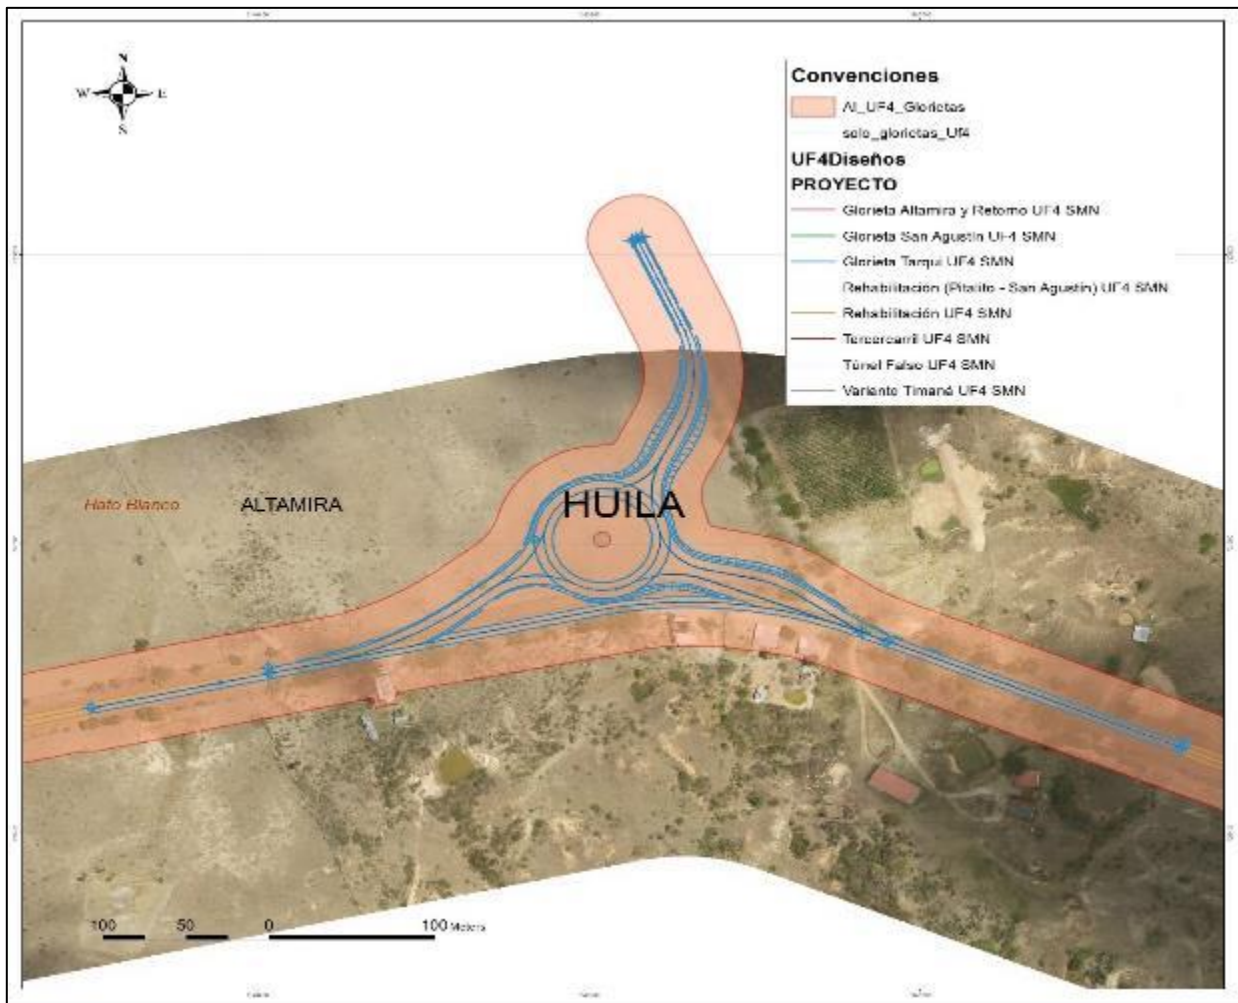 N
W E
S
Convenciones
AI_UF4_Glorietas
solo_glorietas_Uf4
UF4Diseños
PROYECTO
Glorieta Altamira y Retorno UF4 SMN
Glorieta San Agustín UF4 SMN
Glorieta Tarqui UF4 SMN
Rehabilitación (Pitalito - San Agustín) UF4 SMN
Rehabilitación UF4 SMN
Tercercarril UF4 SMN
Túnel Falso UF4 SMN
Variante Timaná UF4 SMN
Hato Blanco
ALTAMIRA
HUILA
100 50 0 100 Meters